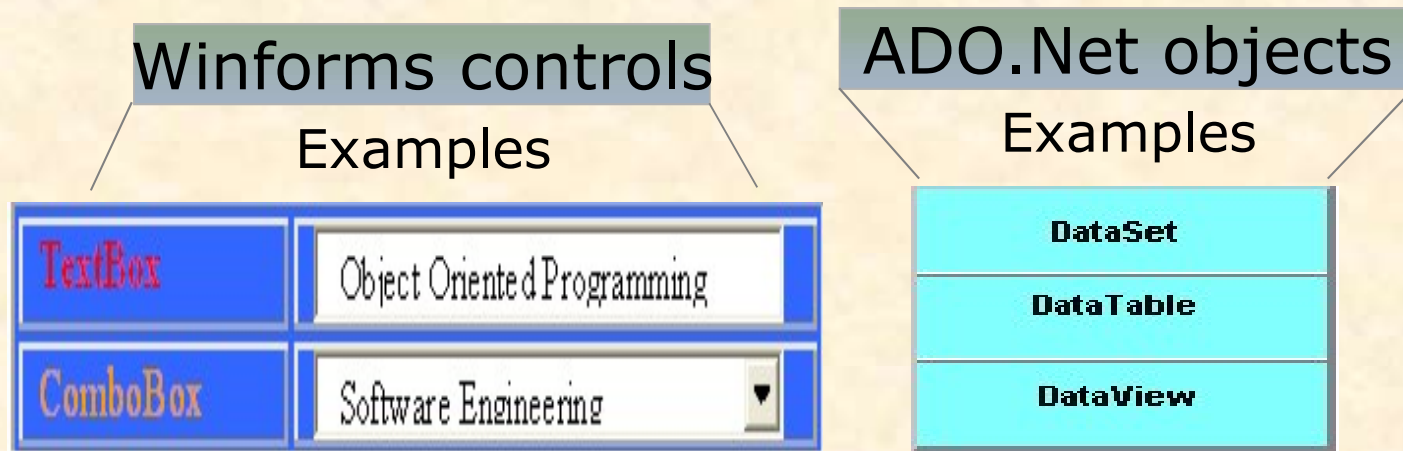 Winforms controls
Examples
TextBox
Object Oriented Programming
ComboBox
Software Engineering
ADO.Net objects
Examples
DataSet
DataTable
DataView